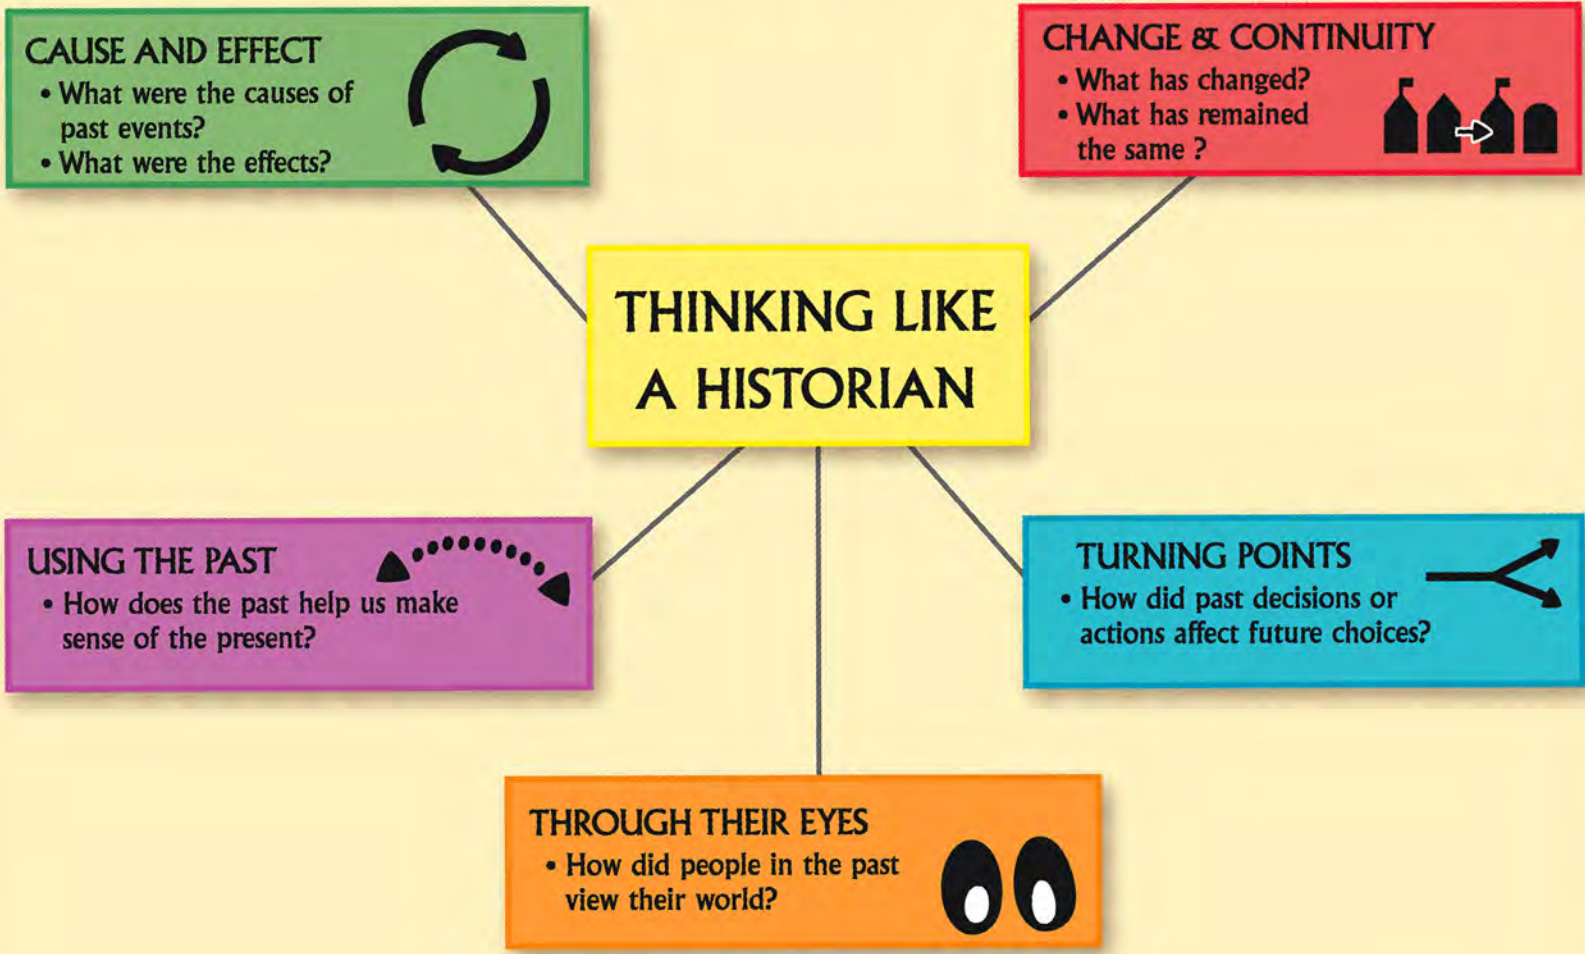 CAUSE AND EFFECT
• What were the causes of
past events?
• What were the effects?
CHANGE & CONTINUITY
• What has changed?
• What has remained
the same ?
THINKING LIKE
A HISTORIAN
USING THE PAST
• How does the past help us make
sense of the present?
TURNING POINTS
• How did past decisions or
actions affect future choices?
THROUGH THEIR EYES
• How did people in the past
view their world?